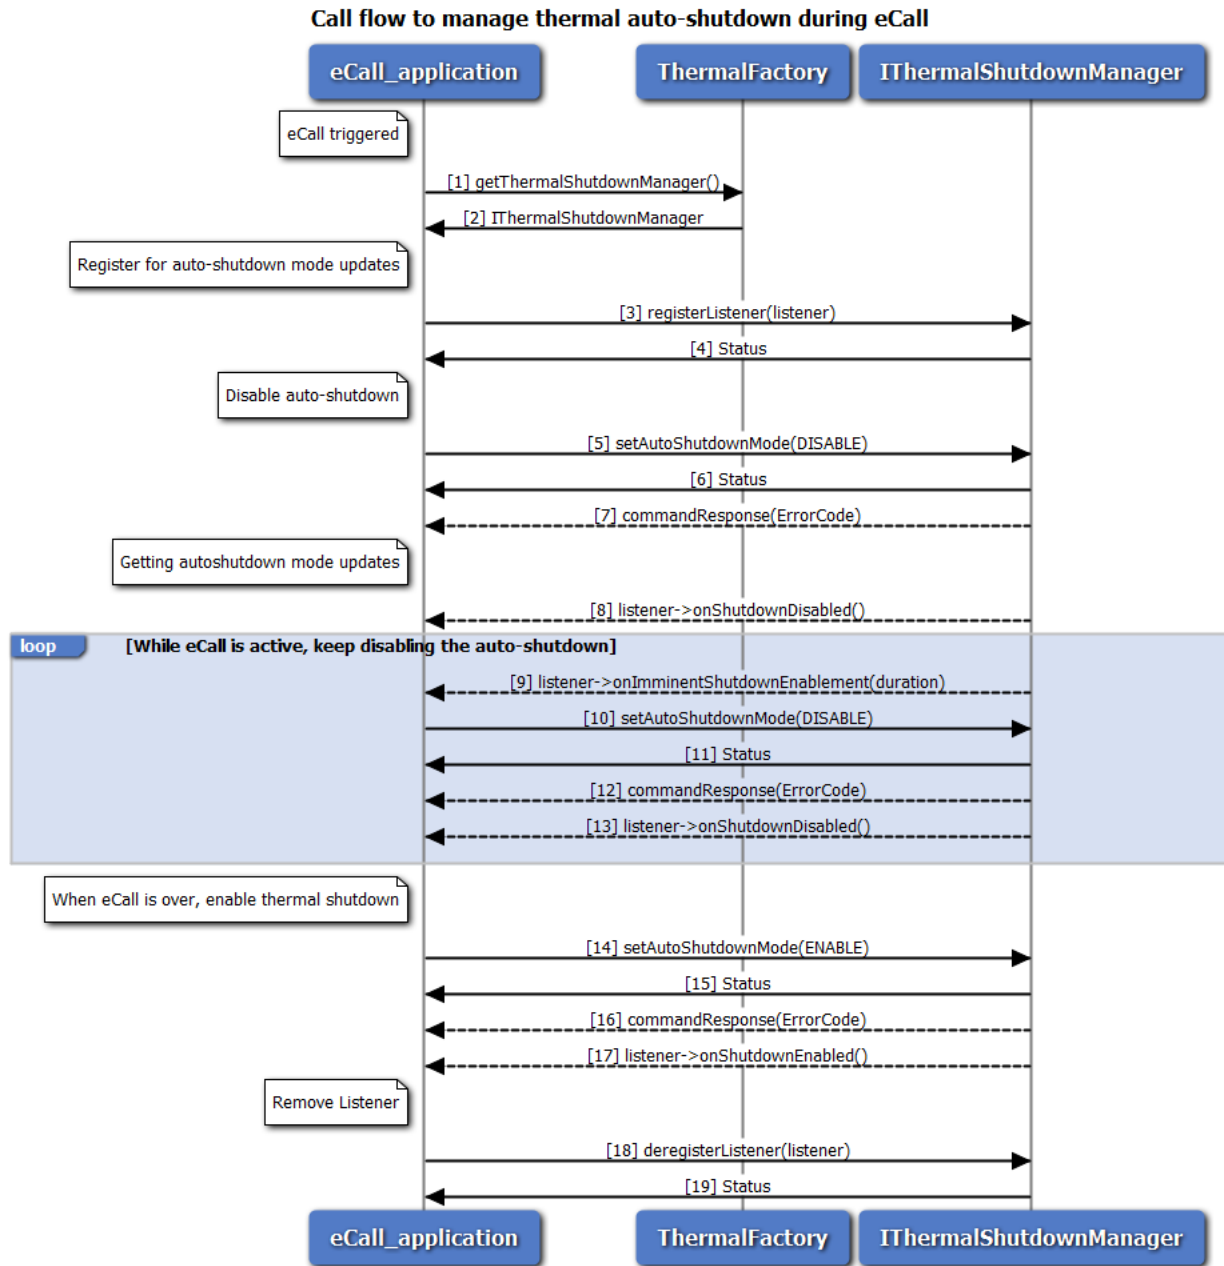 Call flow to manage thermal auto-shutdown during eCall
eCall_application
ThermalFactory
IThermalShutdownManager
eCall triggered
[1] getThermalShutdownManager()
[2] IThermalShutdownManager
Register for auto-shutdown mode updates
[3] registerListener(listener)
[4] Status
Disable auto-shutdown
[5] setAutoShutdownMode(DISABLE)
[6] Status
[7] commandResponse(ErrorCode)
Getting autoshutdown mode updates
[8] listener->onShutdownDisabled()
loop
[While eCall is active, keep disabling the auto-shutdown]
[9] listener->onImminentShutdownEnablement(duration)
[10] setAutoShutdownMode(DISABLE)
[11] Status
[12] commandResponse(ErrorCode)
[13] listener->onShutdownDisabled()
When eCall is over, enable thermal shutdown
[14] setAutoShutdownMode(ENABLE)
[15] Status
[16] commandResponse(ErrorCode)
[17] listener->onShutdownEnabled()
Remove Listener
[18] deregisterListener(listener)
[19] Status
eCall_application
ThermalFactory
IThermalShutdownManager